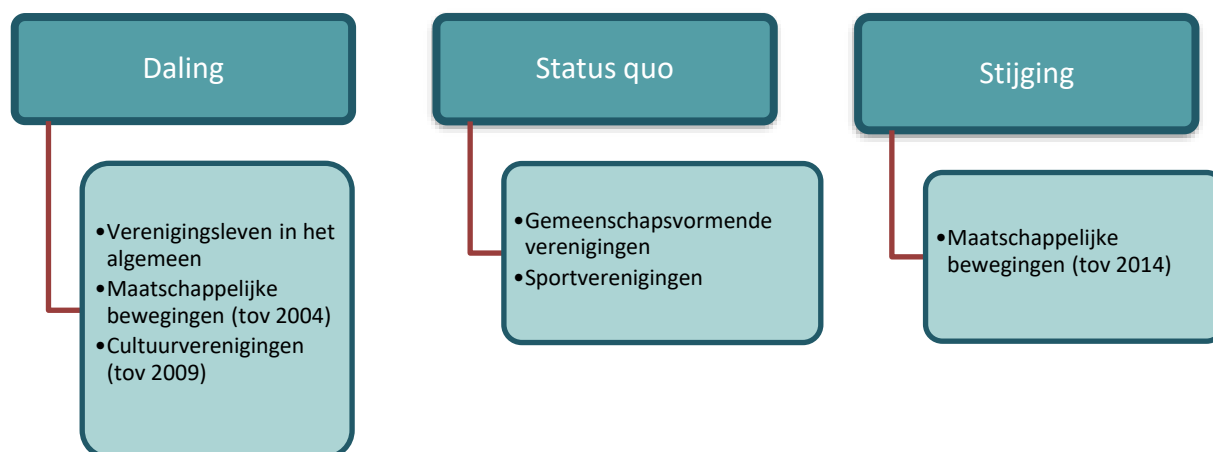 Daling
•Verenigingsleven in het
algemeen
•Maatschappelijke
bewegingen (tov 2004)
•Cultuurverenigingen
(tov 2009)
Status quo
•Gemeenschapsvormende
verenigingen
•Sportverenigingen
Stijging
•Maatschappelijke
bewegingen (tov 2014)